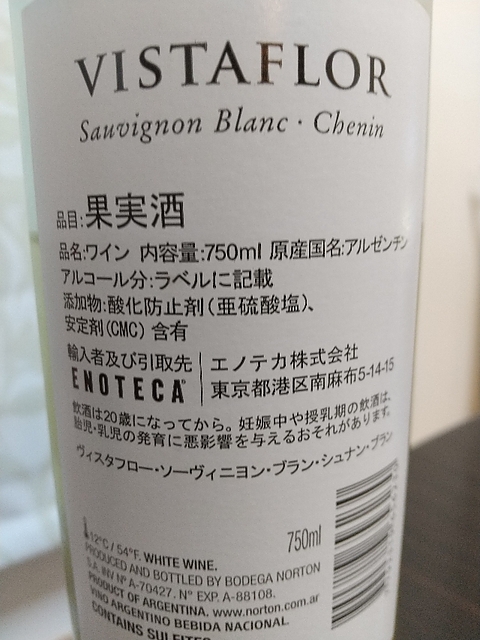 VISTAFLOR
Sauvignon Blanc · Chenin
品目:果実酒
品名:ワイン 内容量:750ml 原産国名:アルゼンチン
アルコール分:ラベルに記載
添加物:酸化防止剤(亜硫酸塩)、
安定剤(CMC) 含有
輸入者及び引取先 エノテカ株式会社
ENOTECA® 東京都港区南麻布5-14-15
飲酒は20歳になってから。妊娠中や授乳期の飲酒は、
胎児・乳児の発育に悪影響を与えるおそれがあります。
ヴィスタフロー・ソーヴィニヨン・ブラン・シュナン・ブラン
750ml
12°C / 54°F. WHITE WINE.
PRODUCED AND BOTTLED BY BODEGA NORTON
S.A. INV Nº A-70427. Nº EXP. A-88108.
PRODUCT OF ARGENTINA. www.norton.com.ar
VINO ARGENTINO BEBIDA NACIONAL.
CONTAINS SULFITES